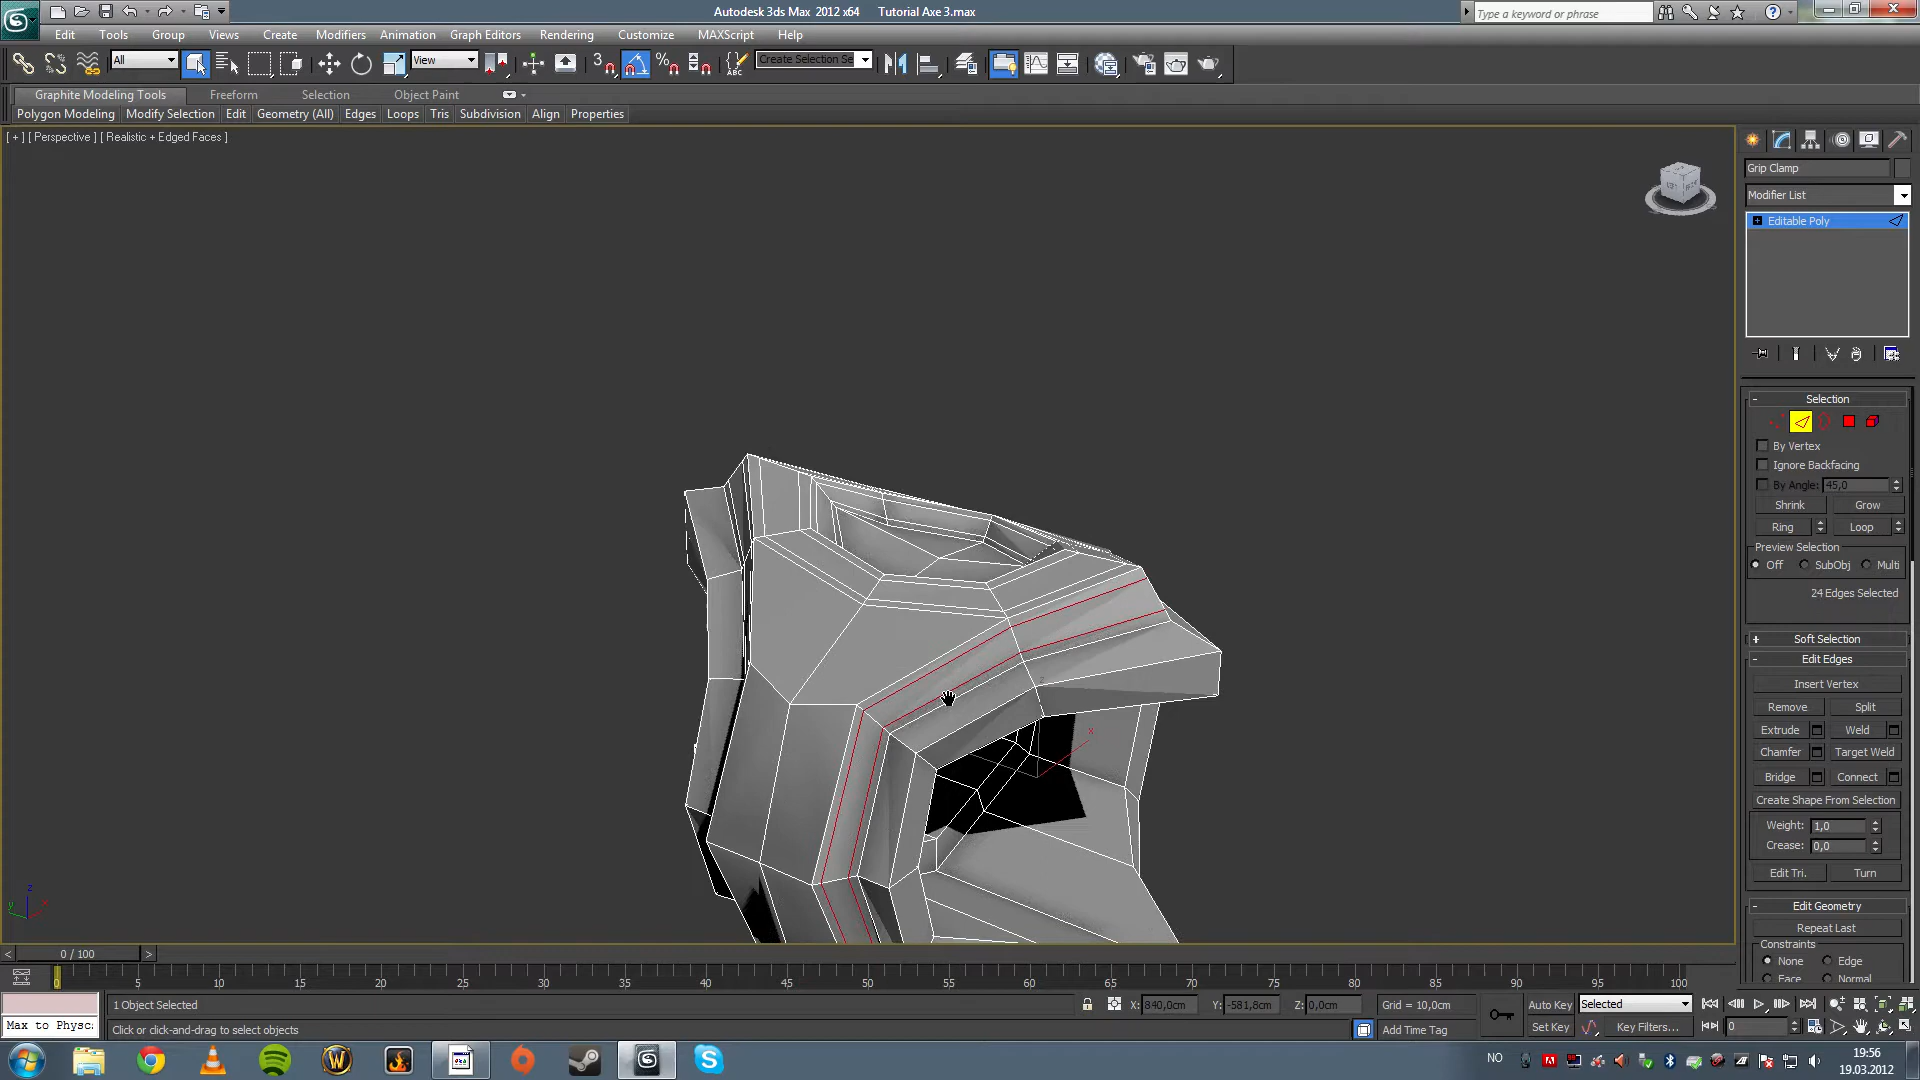 Autodesk 3ds Max 2012 x64 Tutorial Axe 3.max
Type a keyword or phrase
Edit Tools Group Views Create Modifiers Animation Graph Editors Rendering Customize MAXScript Help
All View Create Selection Se
Graphite Modeling Tools Freeform Selection Object Paint
Polygon Modeling Modify Selection Edit Geometry (All) Edges Loops Tris Subdivision Align Properties
[ + ] [ Perspective ] [ Realistic + Edged Faces ]
Grip Clamp
Modifier List
Editable Poly
Selection
By Vertex
Ignore Backfacing
By Angle: 45,0
Shrink Grow
Ring Loop
Preview Selection
Off SubObj Multi
24 Edges Selected
Soft Selection
Edit Edges
Insert Vertex
Remove Split
Extrude Weld
Chamfer Target Weld
Bridge Connect
Create Shape From Selection
Weight: 1,0
Crease: 0,0
Edit Tri. Turn
Edit Geometry
Repeat Last
Constraints
None Edge
Face Normal
0 / 100
0 5 10 15 20 25 30 35 40 45 50 55 60 65 70 75 80 85 90 95 100
1 Object Selected X: 840,0cm Y: -581,8cm Z: 0,0cm Grid = 10,0cm Auto Key Selected
Max to Physc: Click or click-and-drag to select objects Add Time Tag Set Key Key Filters... 0
NO 19:56
19.03.2012